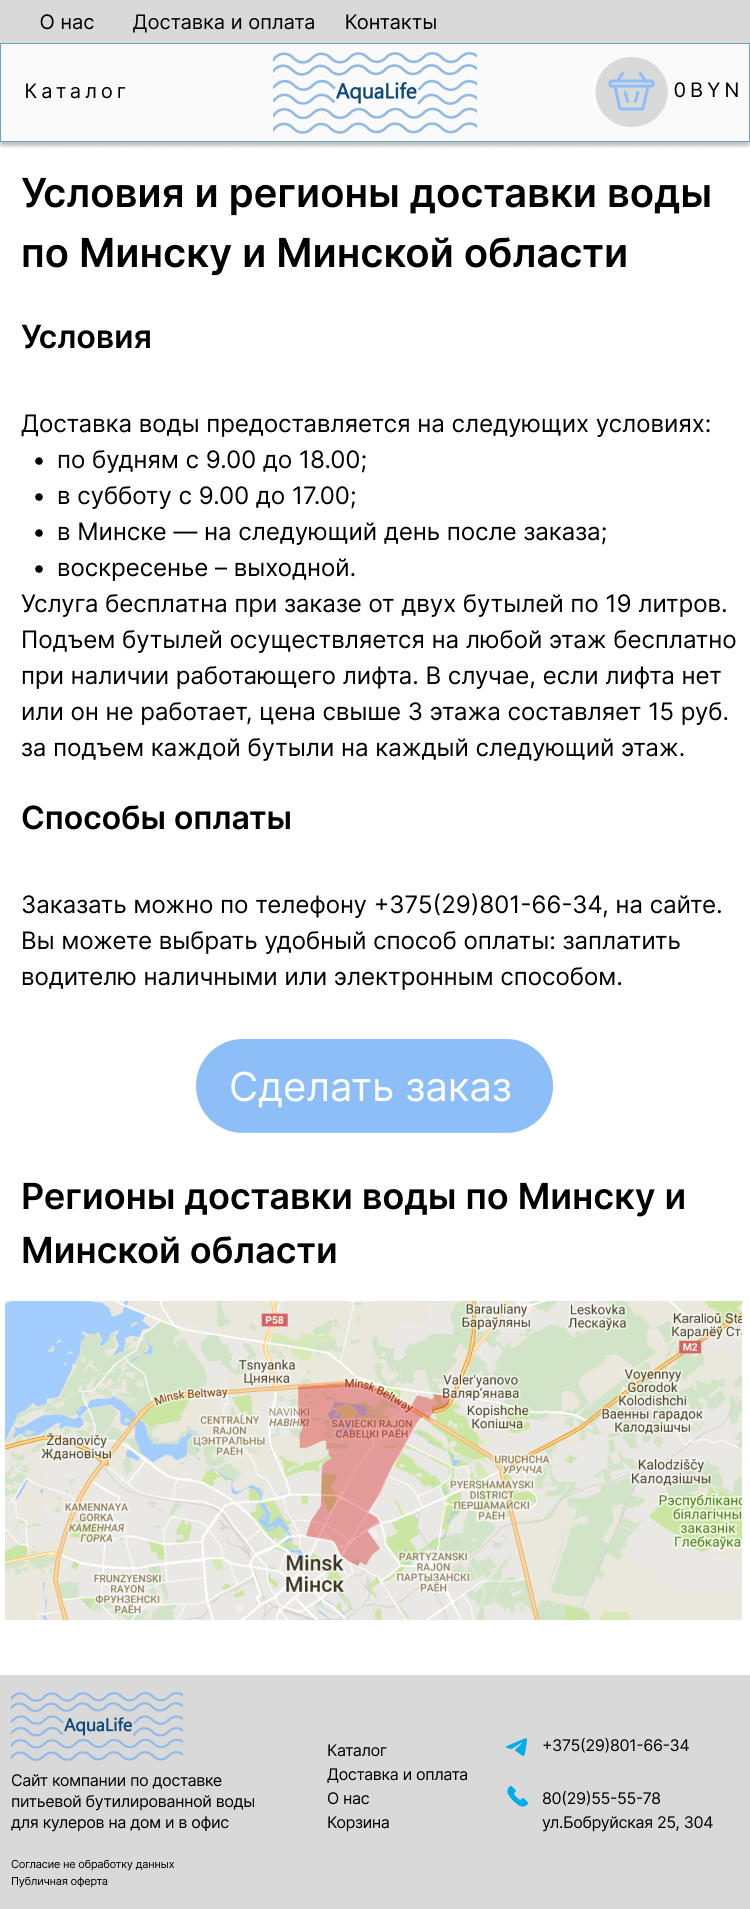 О нас Доставка и оплата Контакты
Каталог AquaLife 0BYN
Условия и регионы доставки воды
по Минску и Минской области
Условия
Доставка воды предоставляется на следующих условиях:
• по будням с 9.00 до 18.00;
• в субботу с 9.00 до 17.00;
• в Минске — на следующий день после заказа;
• воскресенье – выходной.
Услуга бесплатна при заказе от двух бутылей по 19 литров.
Подъем бутылей осуществляется на любой этаж бесплатно
при наличии работающего лифта. В случае, если лифта нет
или он не работает, цена свыше 3 этажа составляет 15 руб.
за подъем каждой бутыли на каждый следующий этаж.
Способы оплаты
Заказать можно по телефону +375(29)801-66-34, на сайте.
Вы можете выбрать удобный способ оплаты: заплатить
водителю наличными или электронным способом.
Сделать заказ
Регионы доставки воды по Минску и
Минской области
Barauliany
Бараўляны
Leskovka
Лескаўка
Karalioŭ Sta
Каралёў Ста
P58
M2
Tsnyanka
Цнянка
Minsk Beltway
Minsk Beltway
Valer'yanovo
Валяр'янава
Voyennyy
Gorodok
Kolodishchi
Ваенны гарадок
Калодзішчы
NAVINKI
НАВІНКІ
CENTRALNY
RAJON
ЦЭНТРАЛЬНЫ
РАЁН
SAVIECKI RAJON
САВЕЦКІ РАЁН
Kopishche
Копішча
Ždanovičy
Ждановічы
URUCHCHA
УРУЧЧА
Kalodziščy
Калодзішчы
PYERSHAMAYSKI
DISTRICT
ПЕРШАМАЙСКІ
РАЁН
Рэспублікано
біялагічны
заказнік
Глебкаўка
KAMENNAYA
GORKA
КАМЕННАЯ
ГОРКА
Minsk
Мінск
PARTYZANSKI
RAJON
ПАРТЫЗАНСКІ
РАЁН
FRUNZYENSKI
RAYON
ФРУНЗЕНСКІ
РАЁН
AquaLife
Сайт компании по доставке
питьевой бутилированной воды
для кулеров на дом и в офис
Согласие не обработку данных
Публичная оферта
Каталог
Доставка и оплата
О нас
Корзина
+375(29)801-66-34
80(29)55-55-78
ул.Бобруйская 25, 304